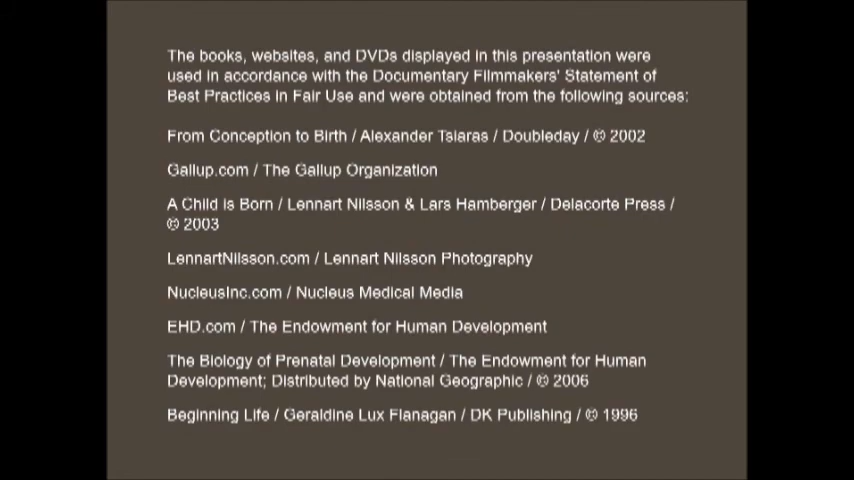 The books, websites, and DVDs displayed in this presentation were
used in accordance with the Documentary Filmmakers' Statement of
Best Practices in Fair Use and were obtained from the following sources:
From Conception to Birth / Alexander Tsiaras / Doubleday / © 2002
Gallup.com / The Gallup Organization
A Child is Born / Lennart Nilsson & Lars Hamberger / Delacorte Press /
© 2003
LennartNilsson.com / Lennart Nilsson Photography
NucleusInc.com / Nucleus Medical Media
EHD.com / The Endowment for Human Development
The Biology of Prenatal Development / The Endowment for Human
Development; Distributed by National Geographic / © 2006
Beginning Life / Geraldine Lux Flanagan / DK Publishing / © 1996